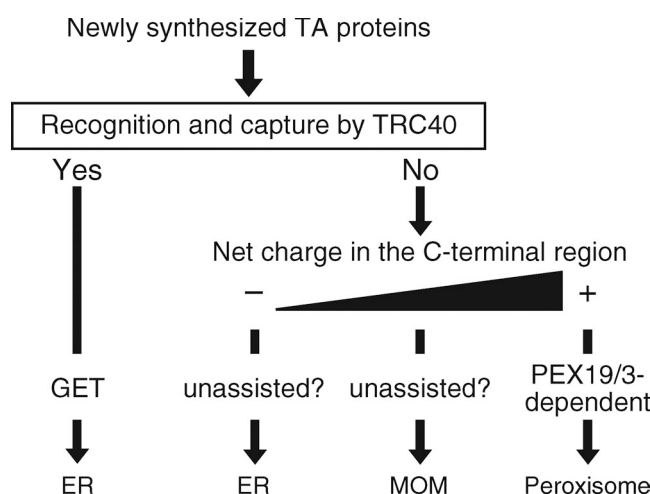 Newly synthesized TA proteins
Recognition and capture by TRC40
Yes
No
Net charge in the C-terminal region
− +
GET
unassisted?
unassisted?
PEX19/3-
dependent
ER
ER
MOM
Peroxisome